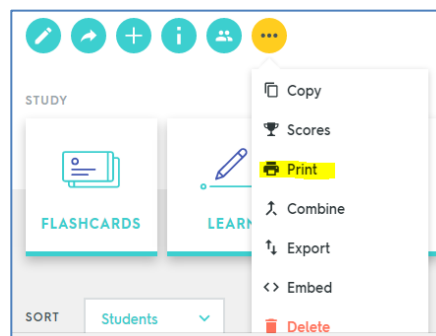 STUDY
FLASHCARDS
LEARN
Copy
Scores
Print
Combine
Export
Embed
Delete
SORT
Students